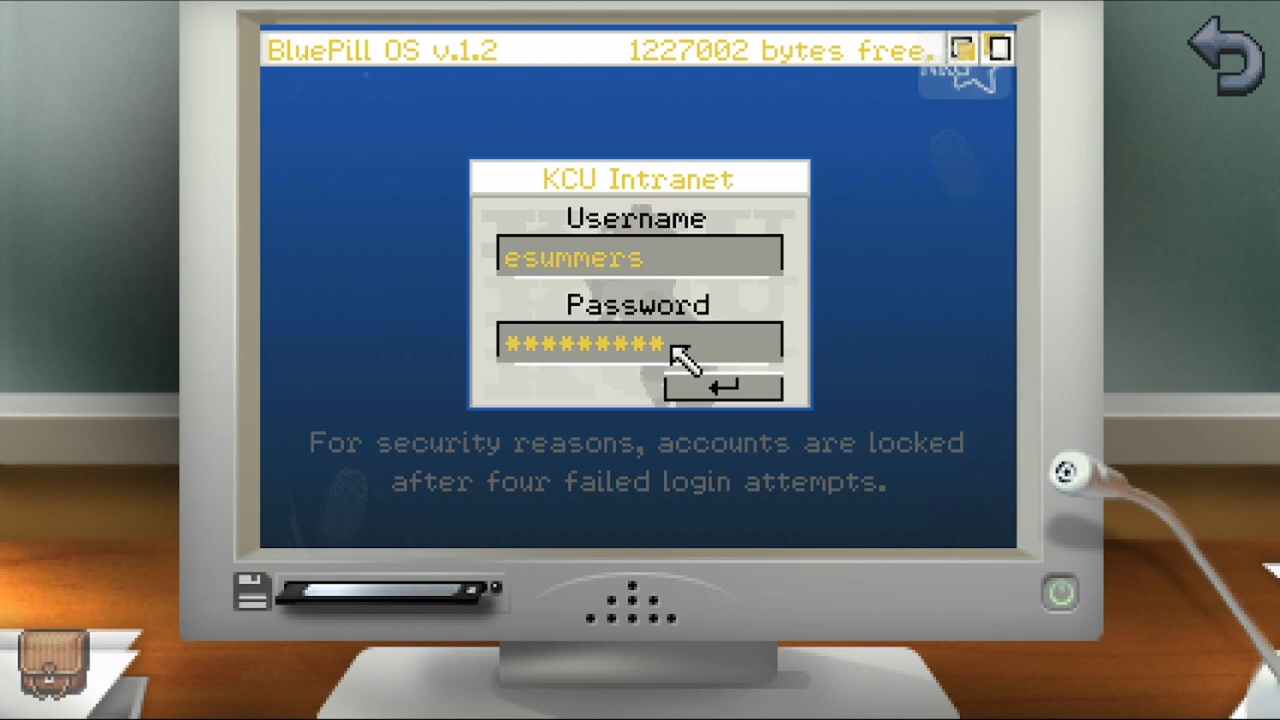 BluePill OS v.1.2 1227002 bytes free.
KCU Intranet
Username
esummers
Password
*********
For security reasons, accounts are locked
after four failed login attempts.